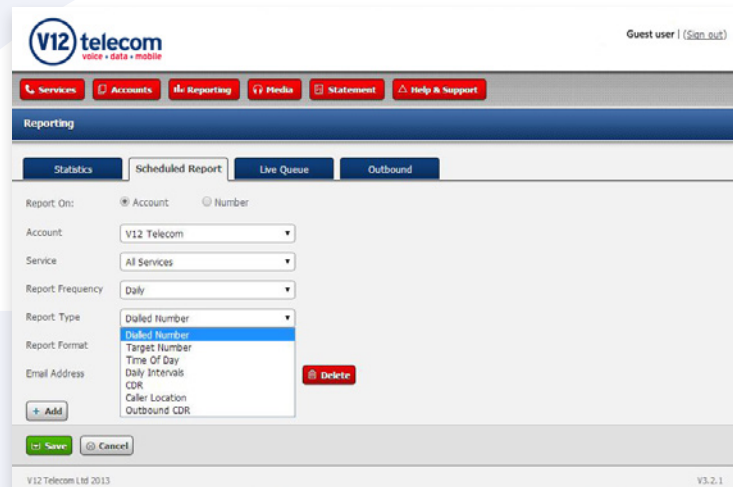 V12 telecom
voice • data • mobile
Guest user | (Sign out)
Services Accounts Reporting Media Statement Help & Support
Reporting
Statistics Scheduled Report Live Queue Outbound
Report On: Account Number
Account V12 Telecom
Service All Services
Report Frequency Daily
Report Type Dialled Number
Dialled Number
Report Format Target Number
Time Of Day
Email Address Daily Intervals Delete
CDR
Caller Location
+ Add Outbound CDR
Save Cancel
V12 Telecom Ltd 2013 V3.2.1